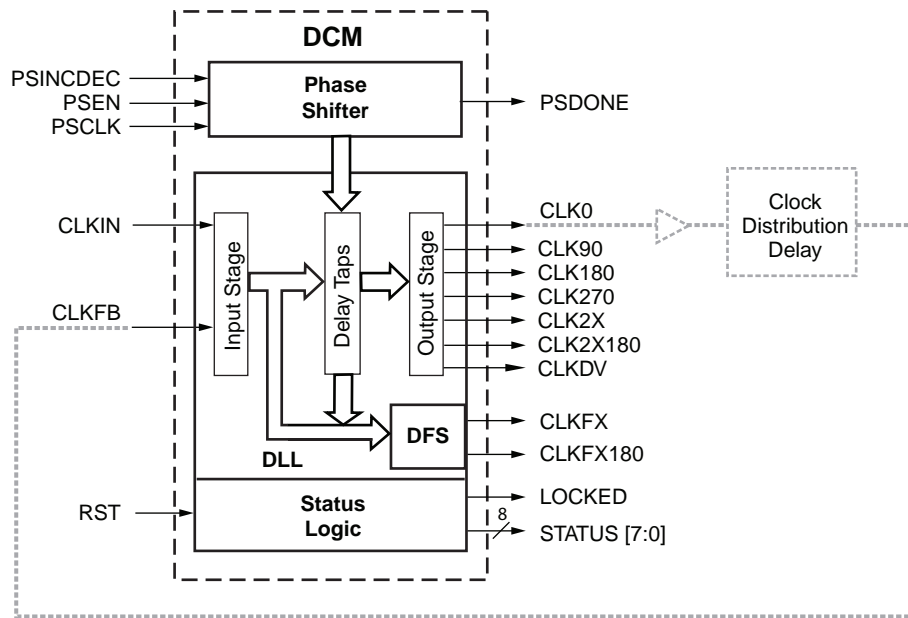 DCM
PSINCDEC
PSEN
PSCLK
Phase
Shifter
PSDONE
CLKIN
CLKFB
Input Stage
Delay Taps
Output Stage
CLK0
CLK90
CLK180
CLK270
CLK2X
CLK2X180
CLKDV
Clock
Distribution
Delay
DFS
CLKFX
CLKFX180
DLL
RST
Status
Logic
LOCKED
8
STATUS [7:0]